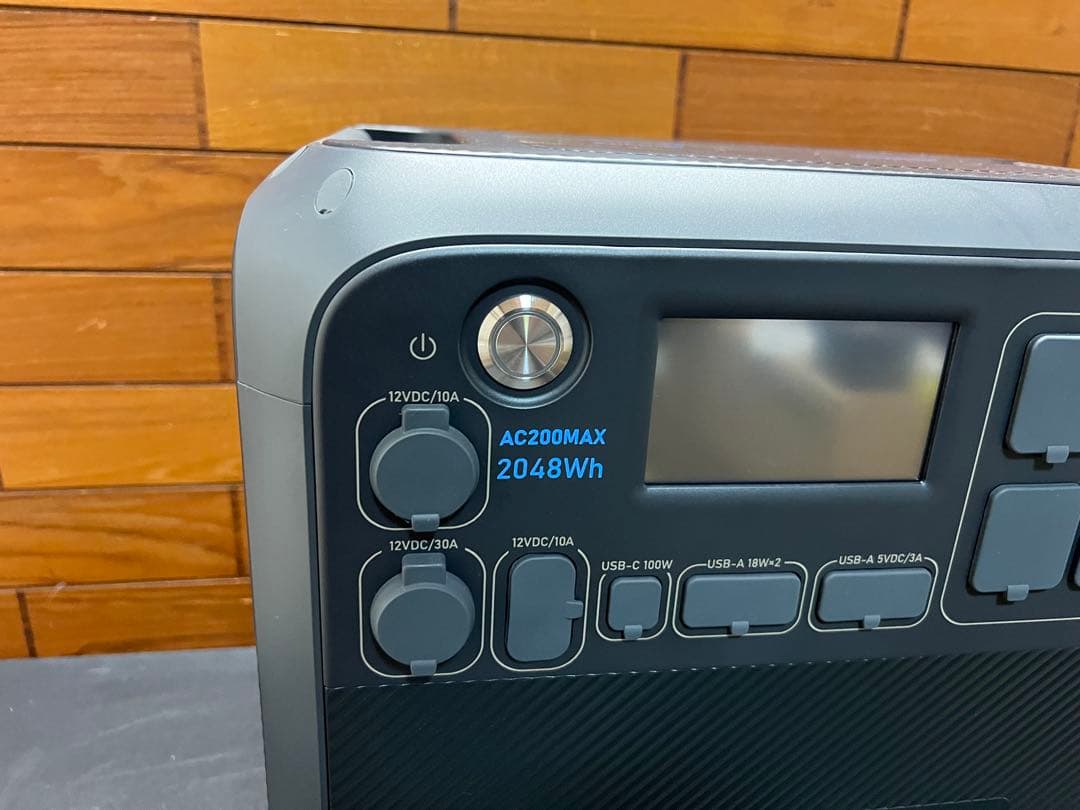 12VDC/10A
AC200MAX
2048Wh
12VDC/30A
12VDC/10A
USB-C 100W
USB-A 18W×2
USB-A 5VDC/3A